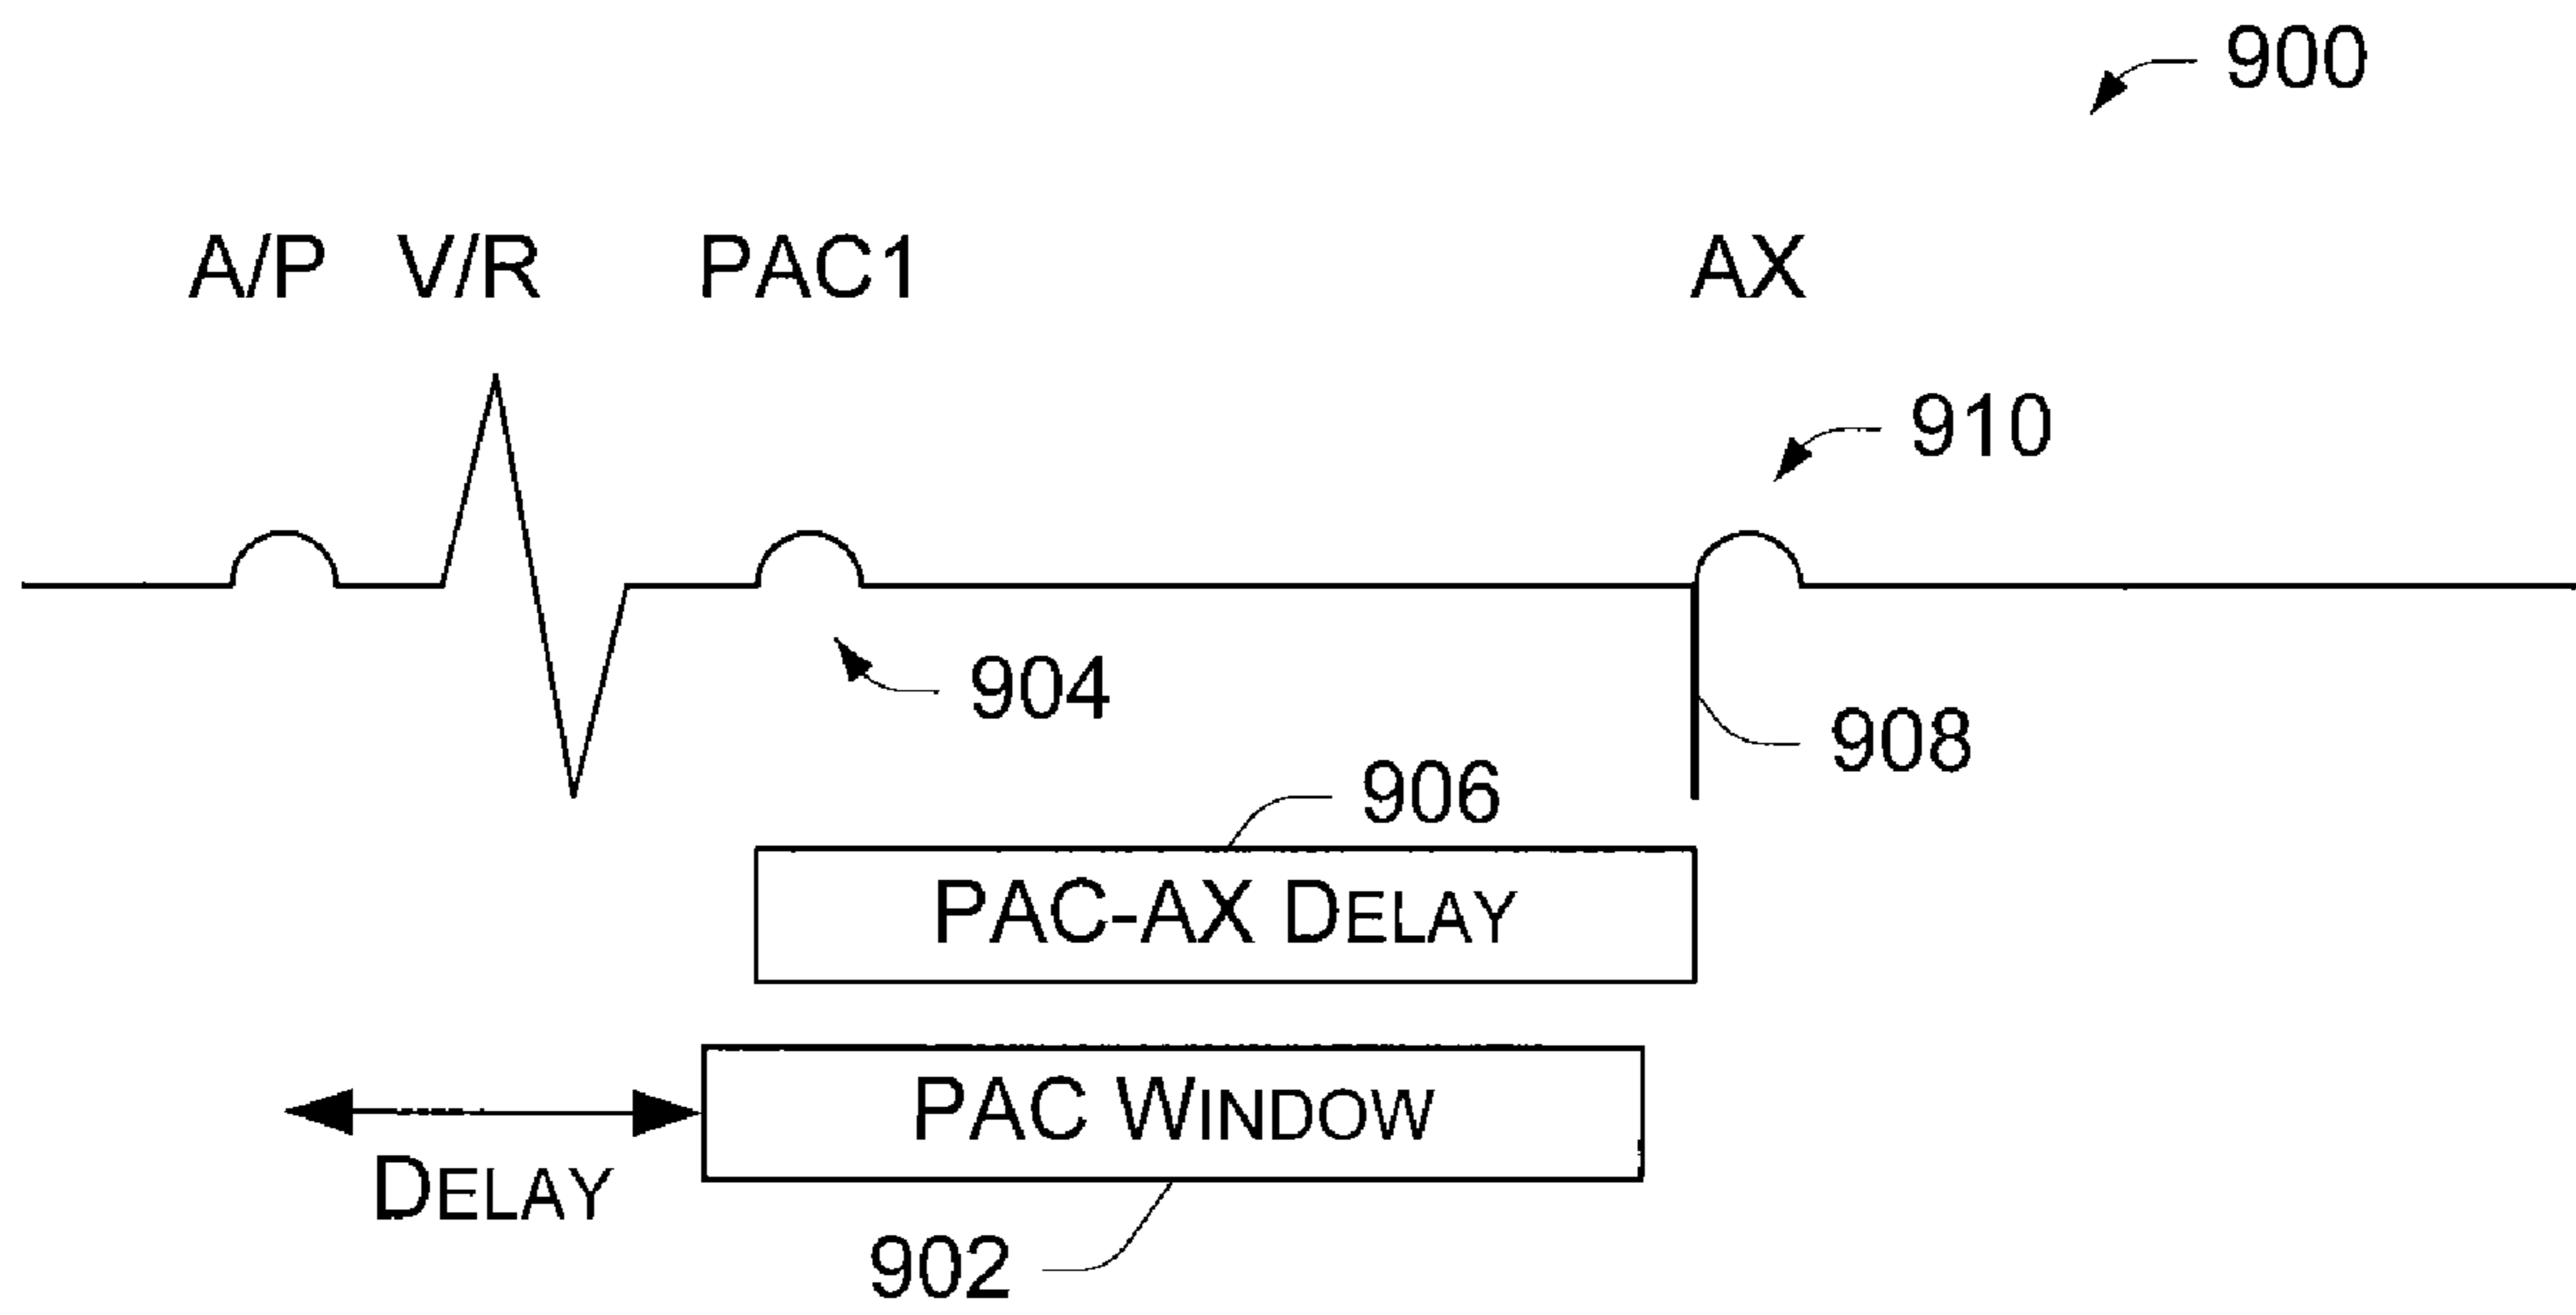 900
A/P V/R PAC1 AX
910
904
908
906
PAC-AX DELAY
PAC WINDOW
DELAY
902